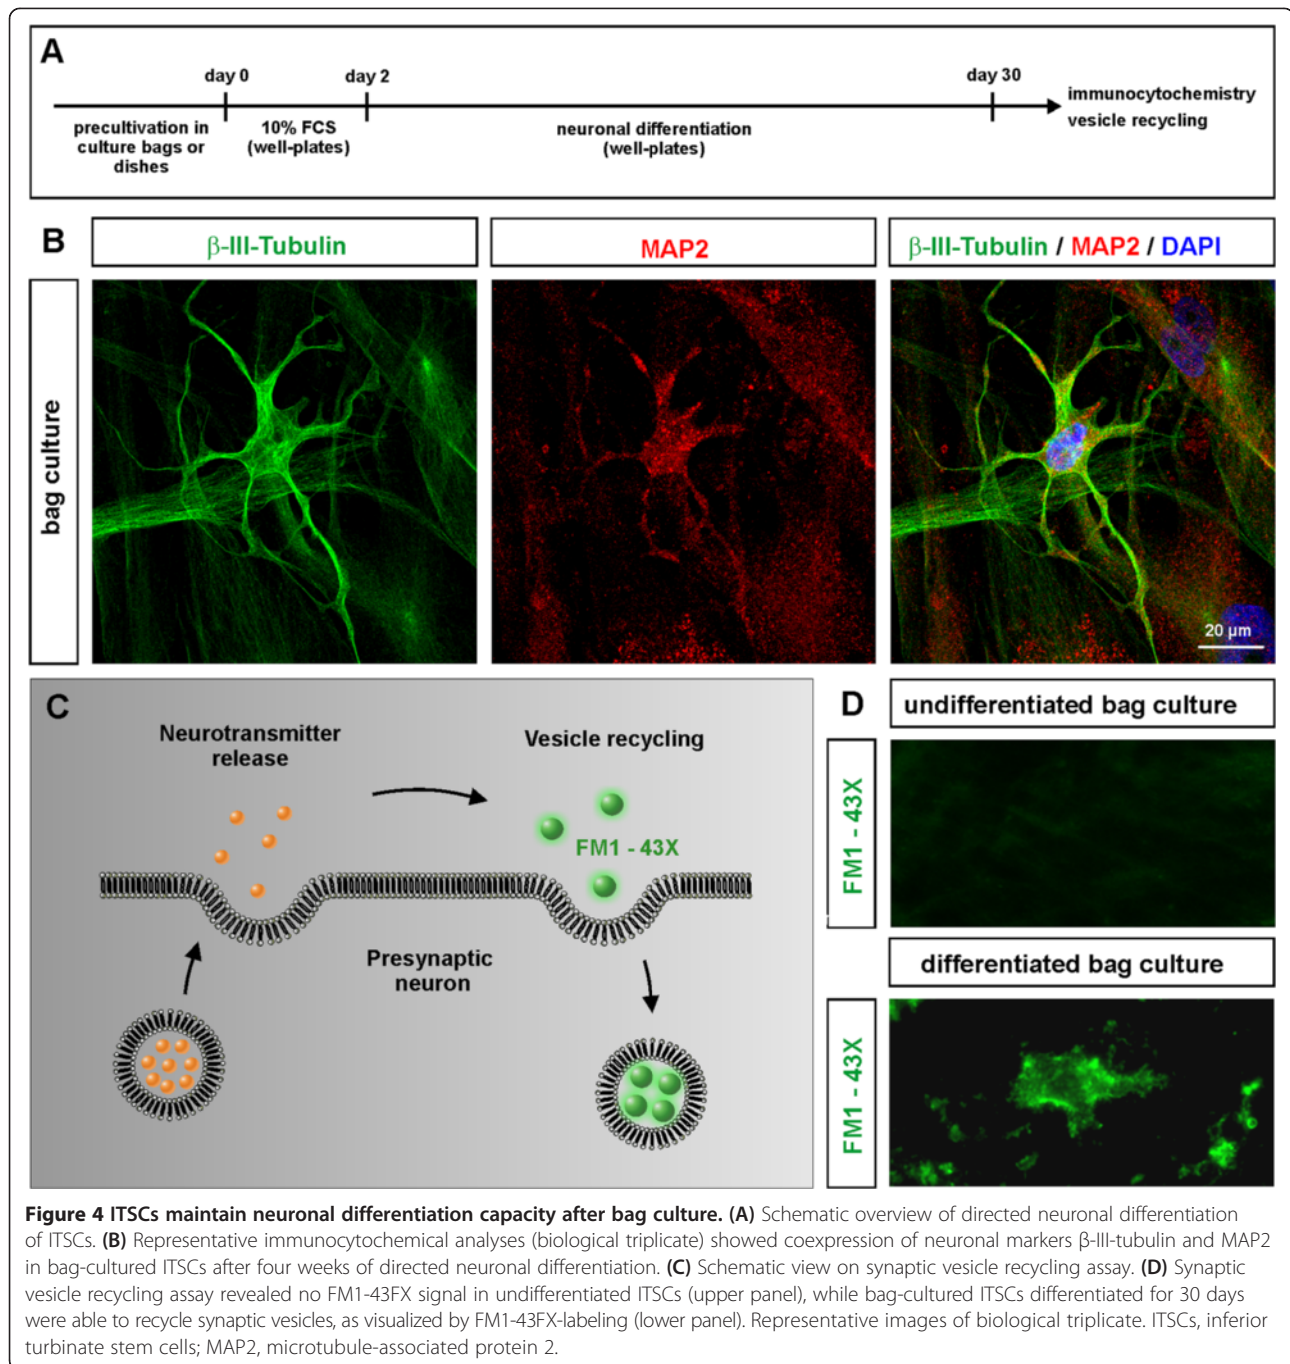 A
day 0
day 2
day 30
precultivation in
culture bags or
dishes
10% FCS
(well-plates)
neuronal differentiation
(well-plates)
immunocytochemistry
vesicle recycling
B
β-III-Tubulin
MAP2
β-III-Tubulin / MAP2 / DAPI
bag culture
20 µm
C
Neurotransmitter
release
Vesicle recycling
FM1 - 43X
Presynaptic
neuron
D
undifferentiated bag culture
FM1 - 43X
differentiated bag culture
FM1 - 43X
Figure 4 ITSCs maintain neuronal differentiation capacity after bag culture. (A) Schematic overview of directed neuronal differentiation
of ITSCs. (B) Representative immunocytochemical analyses (biological triplicate) showed coexpression of neuronal markers β-III-tubulin and MAP2
in bag-cultured ITSCs after four weeks of directed neuronal differentiation. (C) Schematic view on synaptic vesicle recycling assay. (D) Synaptic
vesicle recycling assay revealed no FM1-43FX signal in undifferentiated ITSCs (upper panel), while bag-cultured ITSCs differentiated for 30 days
were able to recycle synaptic vesicles, as visualized by FM1-43FX-labeling (lower panel). Representative images of biological triplicate. ITSCs, inferior
turbinate stem cells; MAP2, microtubule-associated protein 2.